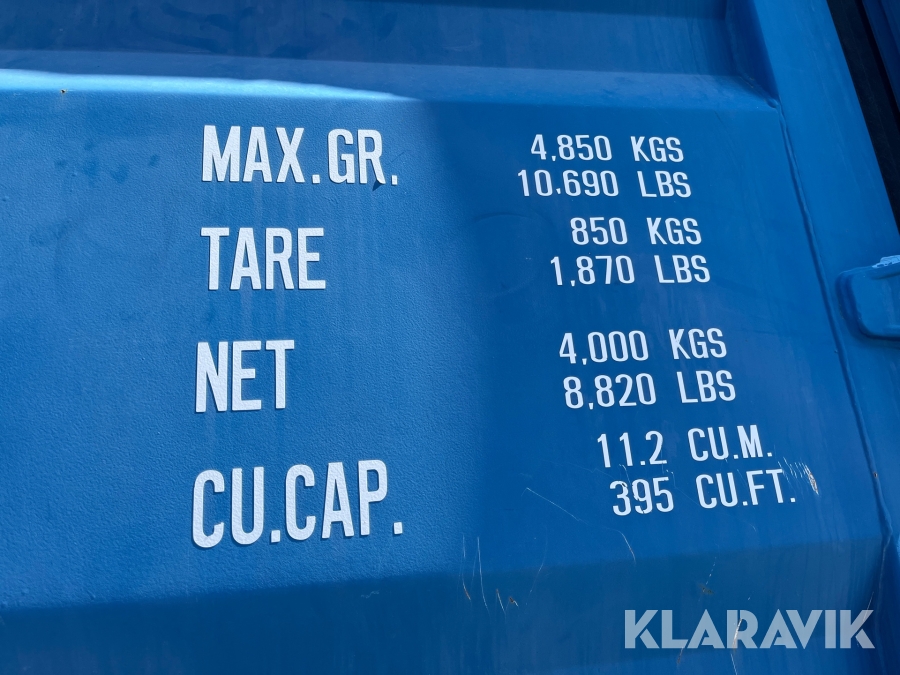 MAX.GR. 4,850 KGS
10,690 LBS
TARE 850 KGS
1,870 LBS
NET 4,000 KGS
8,820 LBS
CU.CAP. 11.2 CU.M.
395 CU.FT.
KLARAVIK